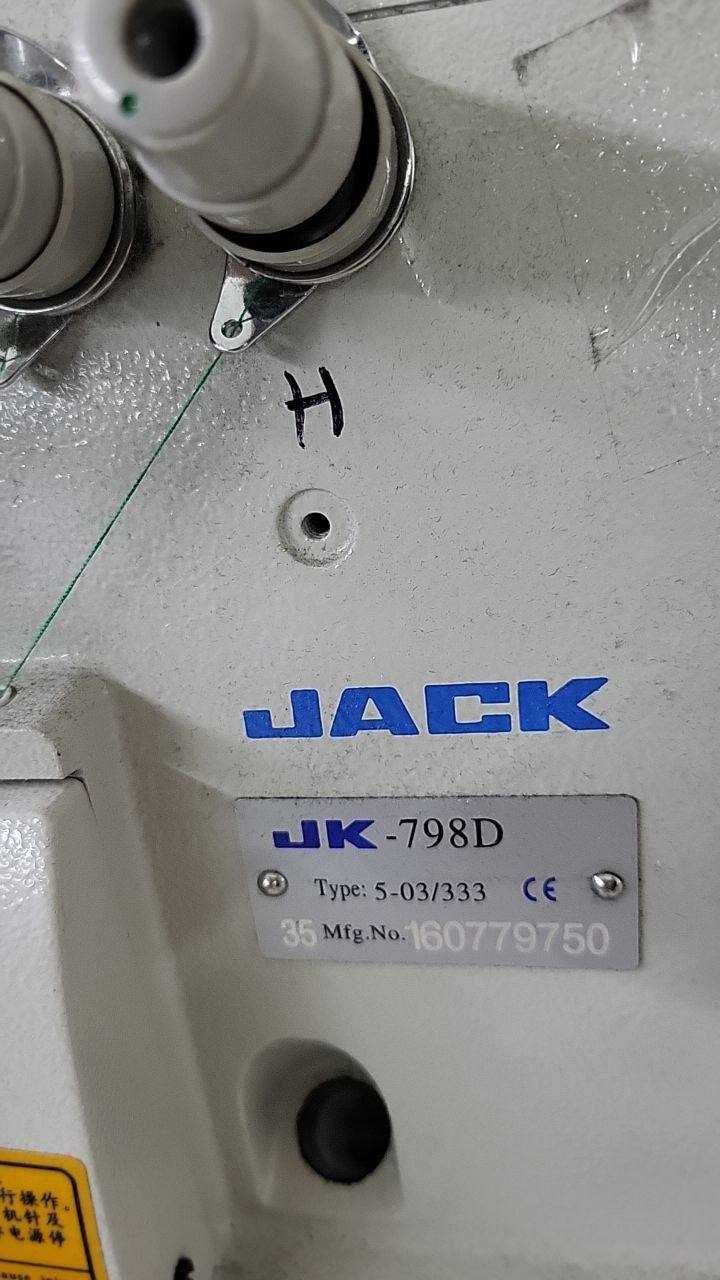 H
JACK
JK-798D
Type: 5-03/333 CE
35 Mfg.No.160779750
行操作。
机针及
电源停